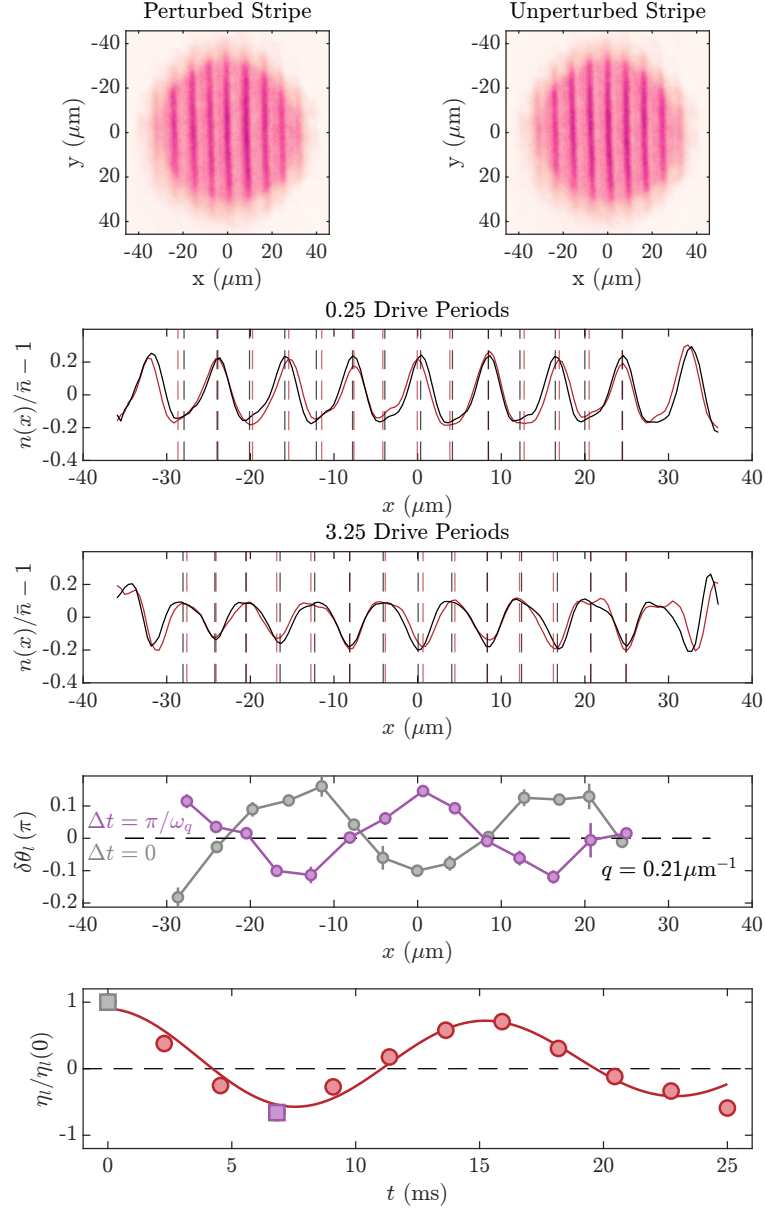 Perturbed Stripe
Unperturbed Stripe
y (μm)
-40
-20
0
20
40
-40 -20 0 20 40
x (μm)
y (μm)
-40
-20
0
20
40
-40 -20 0 20 40
x (μm)
0.25 Drive Periods
n(x)/n̄ − 1
0.2
0
-0.2
-0.4
-40 -30 -20 -10 0 10 20 30 40
x (μm)
3.25 Drive Periods
n(x)/n̄ − 1
0.2
0
-0.2
-0.4
-40 -30 -20 -10 0 10 20 30 40
x (μm)
δθ_l(π)
0.1
0
-0.1
-0.2
Δt = π/ω_q
Δt = 0
q = 0.21μm⁻¹
-40 -30 -20 -10 0 10 20 30 40
x (μm)
η_l/η_l(0)
1
0
-1
0 5 10 15 20 25
t (ms)